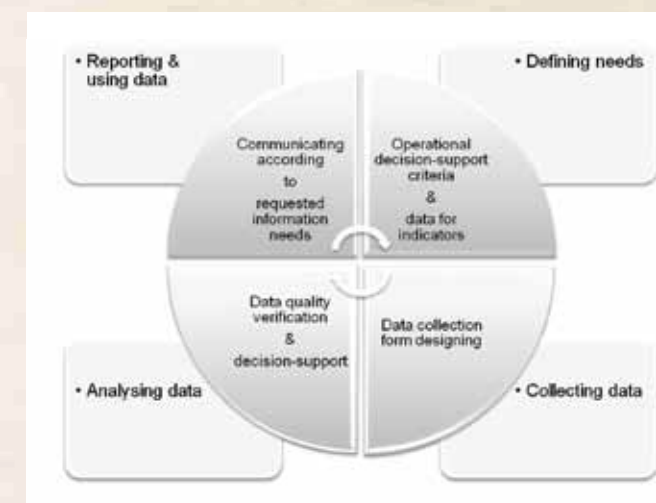 • Reporting &
using data
• Defining needs
Communicating
according
to
requested
information
needs
Operational
decision-support
criteria
&
data for
indicators
Data quality
verification
&
decision-support
Data collection
form designing
• Analysing data
• Collecting data